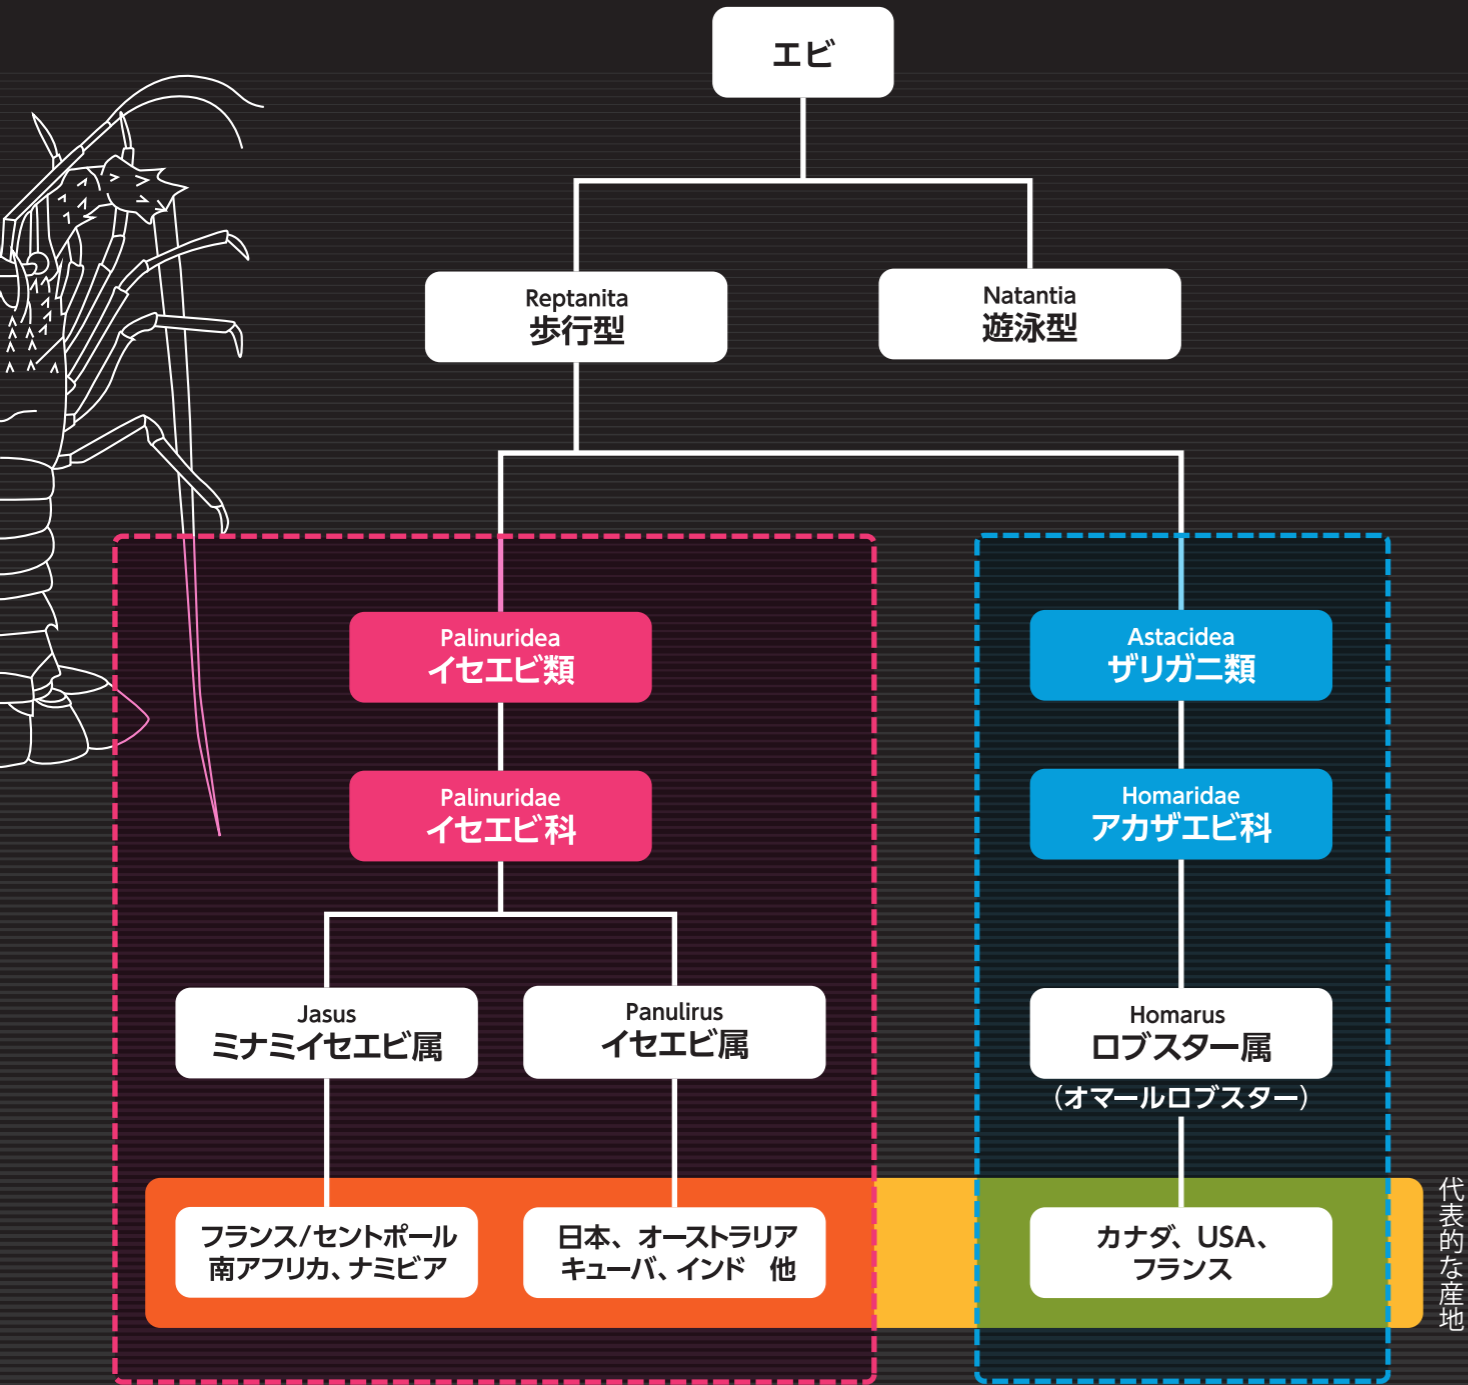 エビ
Reptanita
歩行型
Natantia
遊泳型
Palinuridea
イセエビ類
Astacidea
ザリガニ類
Palinuridae
イセエビ科
Homaridae
アカザエビ科
Jasus
ミナミイセエビ属
Panulirus
イセエビ属
Homarus
ロブスター属
（オマールロブスター）
フランス/セントポール
南アフリカ、ナミビア
日本、オーストラリア
キューバ、インド　他
カナダ、USA、
フランス
代表的な産地